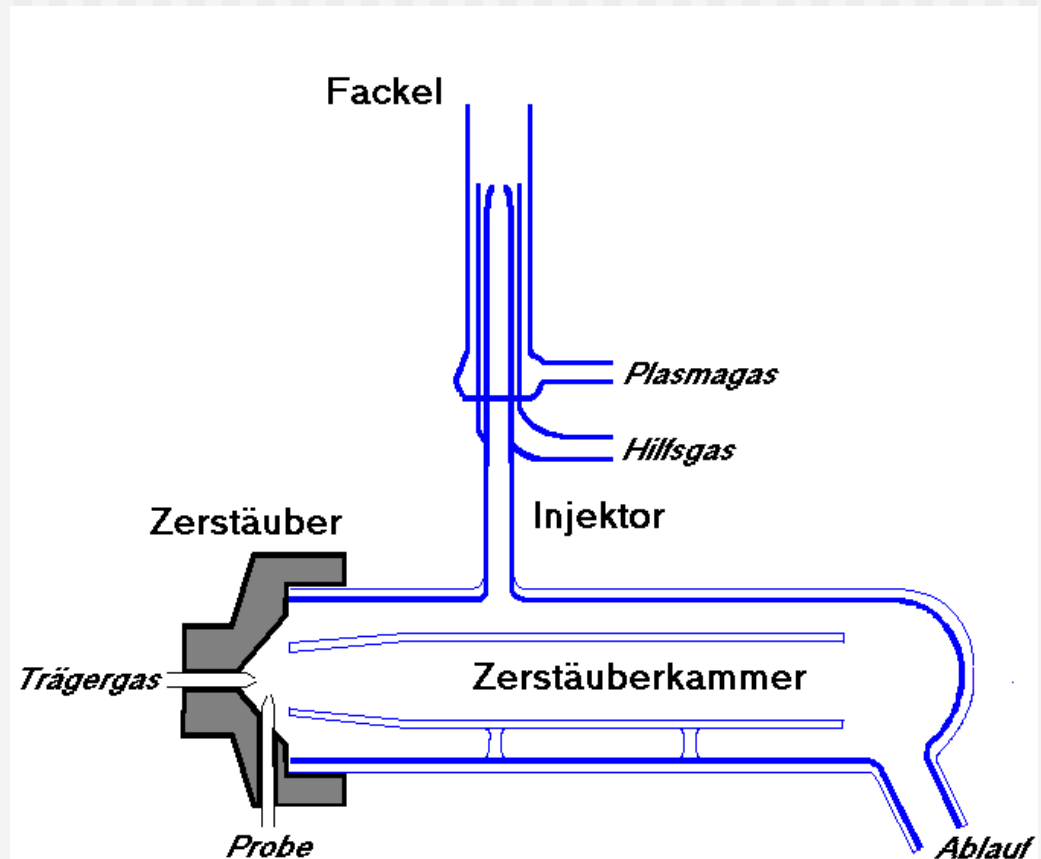 Fackel
Plasmagas
Hilfsgas
Zerstäuber
Injektor
Trägergas
Zerstäuberkammer
Probe
Ablauf